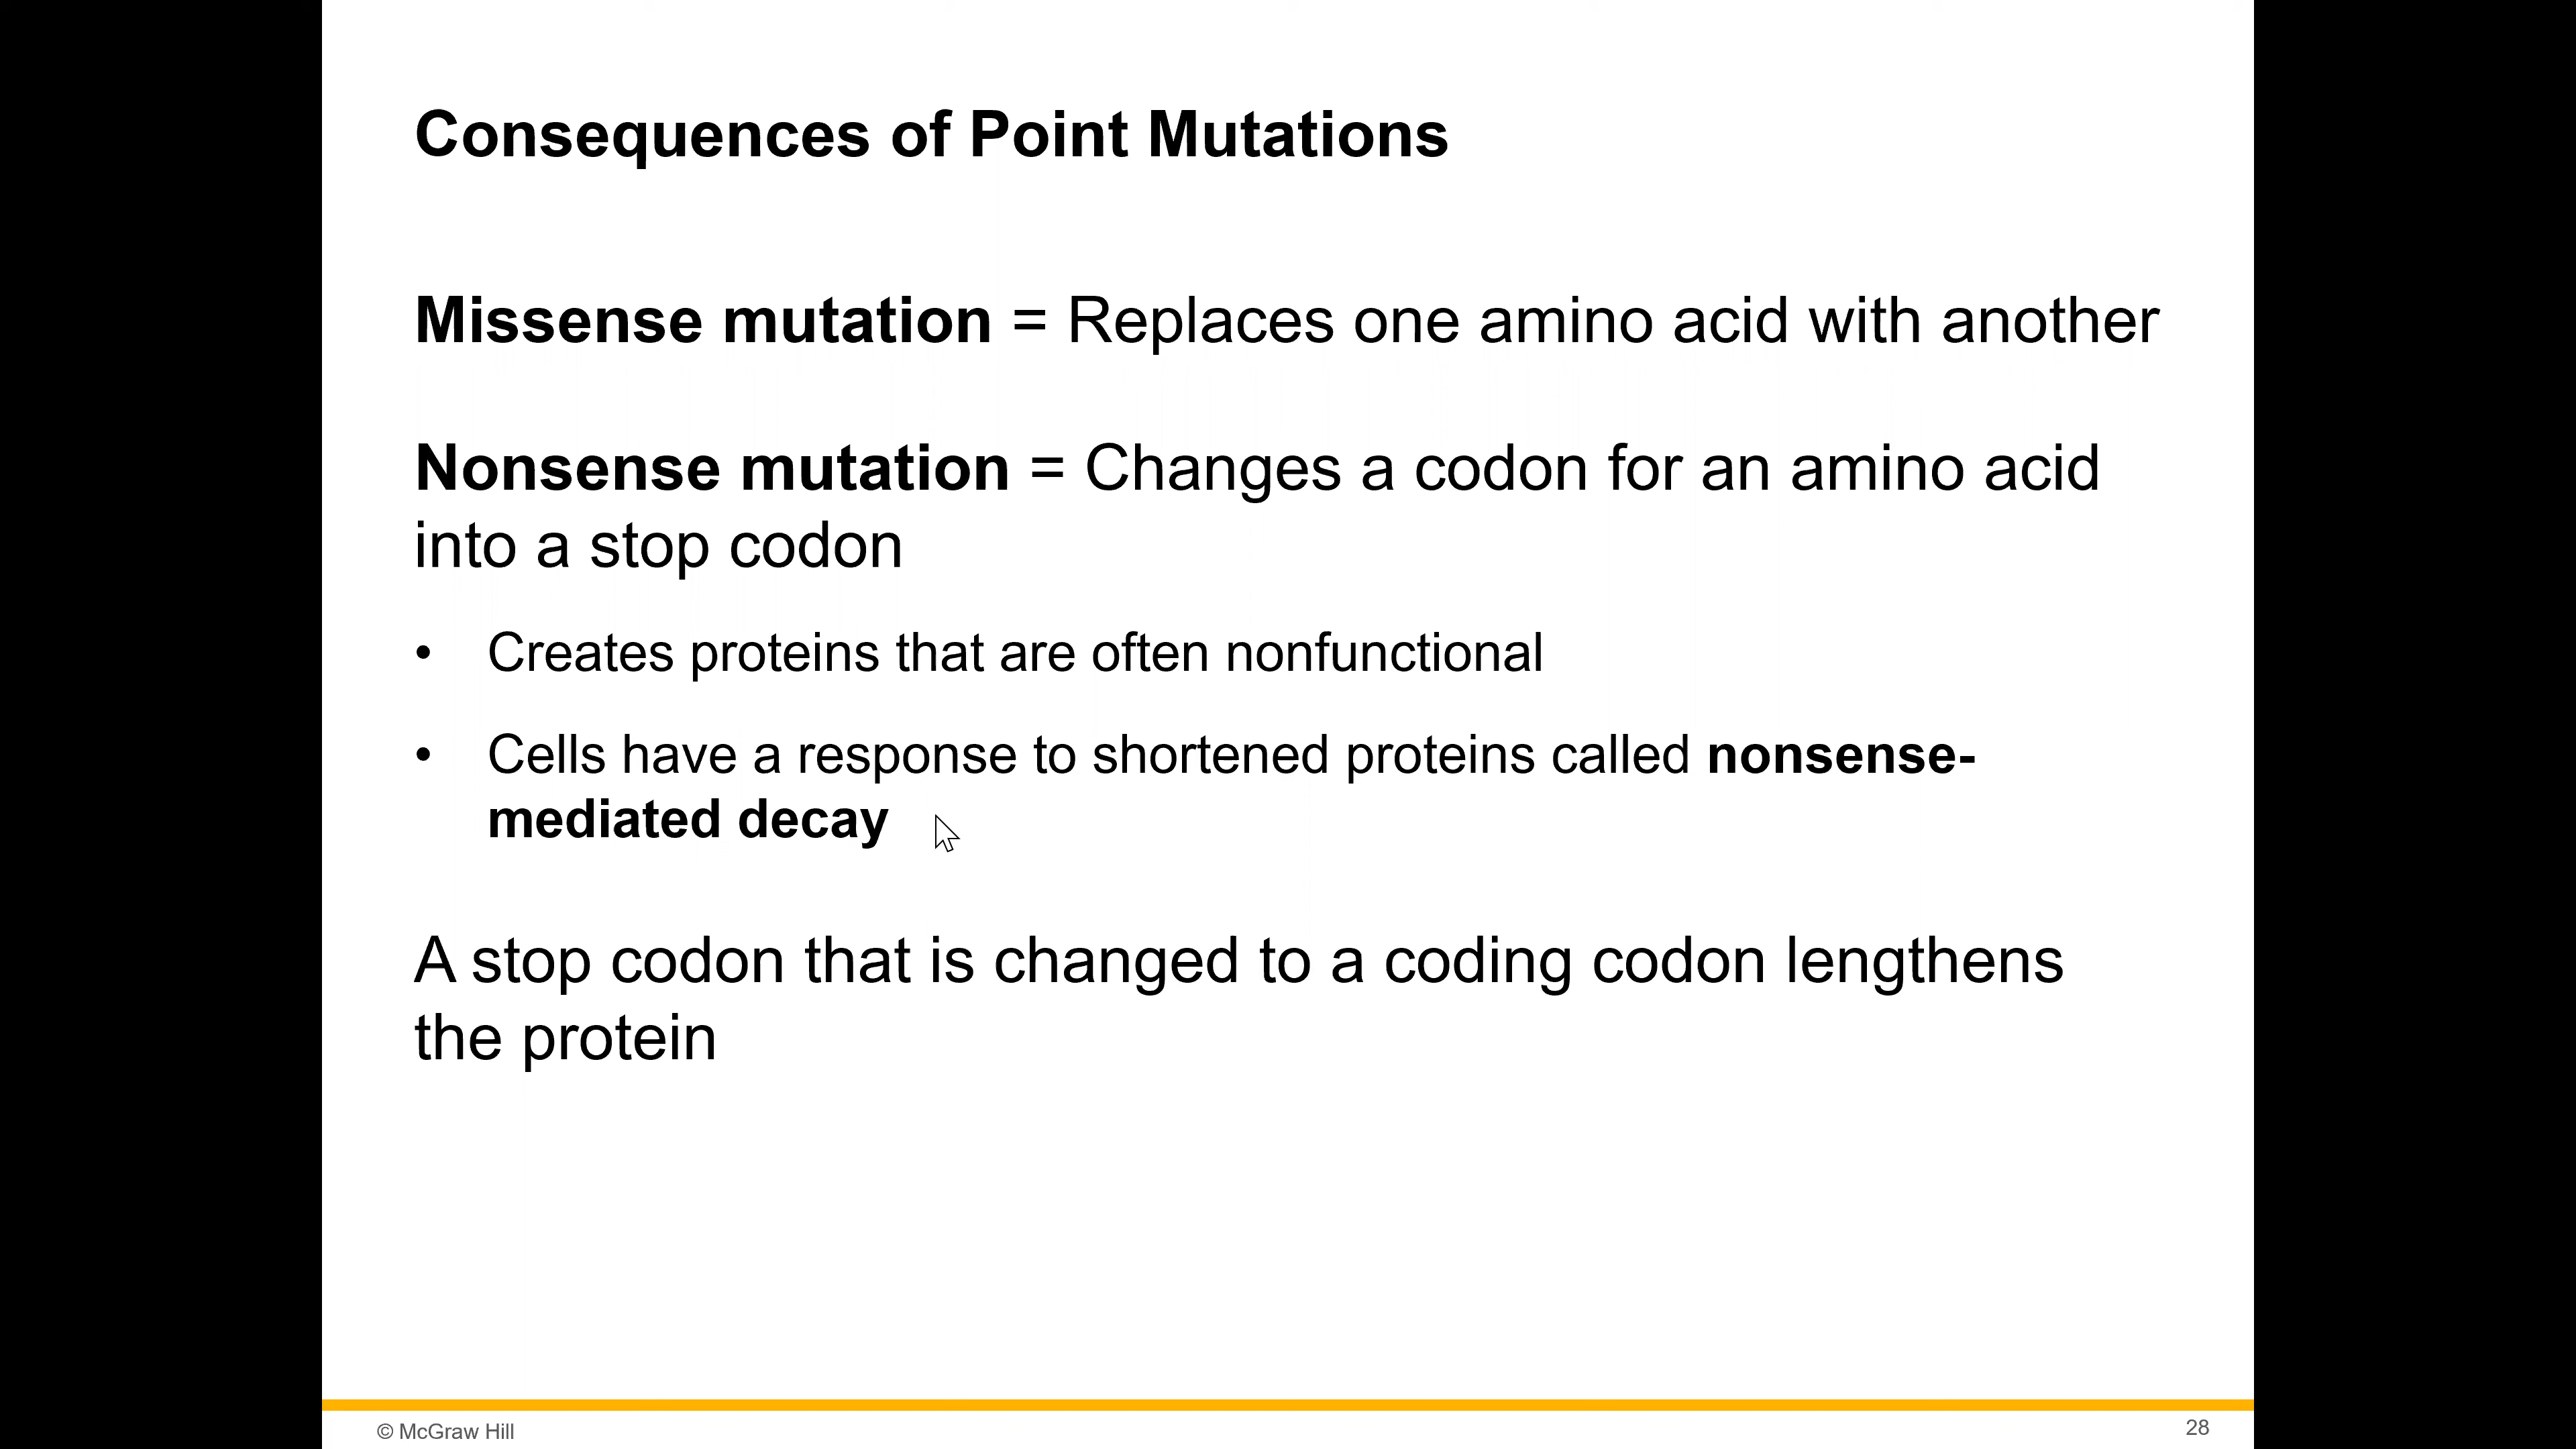 Consequences of Point Mutations
Missense mutation = Replaces one amino acid with another
Nonsense mutation = Changes a codon for an amino acid
into a stop codon
• Creates proteins that are often nonfunctional
• Cells have a response to shortened proteins called nonsense-
mediated decay
A stop codon that is changed to a coding codon lengthens
the protein
© McGraw Hill
28